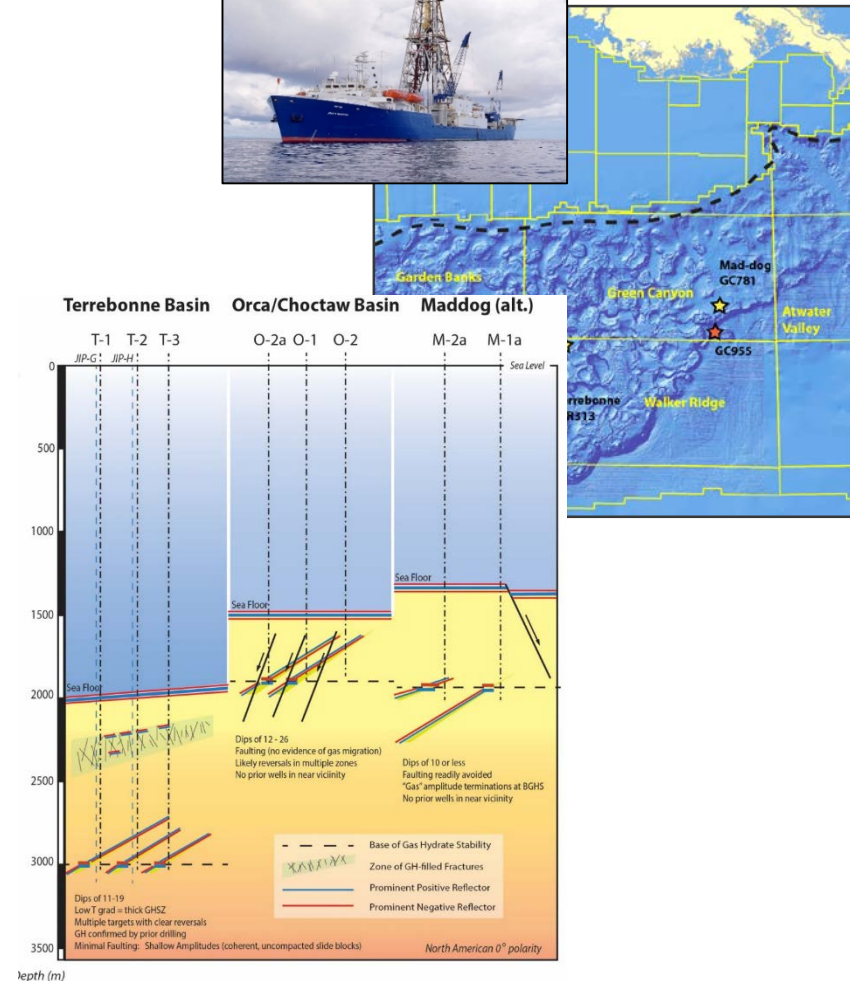 Garden Banks
Green Canyon
Mad-dog
GC781
Atwater
Valley
GC955
rrebonne
R313
Walker Ridge
Terrebonne Basin
Orca/Choctaw Basin
Maddog (alt.)
T-1 T-2 T-3
O-2a O-1 O-2
M-2a M-1a
JIP-G JIP-H
Sea Level
0
500
1000
1500
2000
2500
3000
3500
Sea Floor
Sea Floor
Sea Floor
Dips of 12 - 26
Faulting (no evidence of gas migration)
Likely reversals in multiple zones
No prior wells in near viciinity
Dips of 10 or less
Faulting readily avoided
"Gas" amplitude terminations at BGHS
No prior wells in near viciinity
Base of Gas Hydrate Stability
Zone of GH-filled Fractures
Prominent Positive Reflector
Prominent Negative Reflector
Dips of 11-19
Low T grad = thick GHSZ
Multiple targets with clear reversals
GH confirmed by prior drilling
Minimal Faulting: Shallow Amplitudes (coherent, uncompacted slide blocks)
North American 0° polarity
Depth (m)